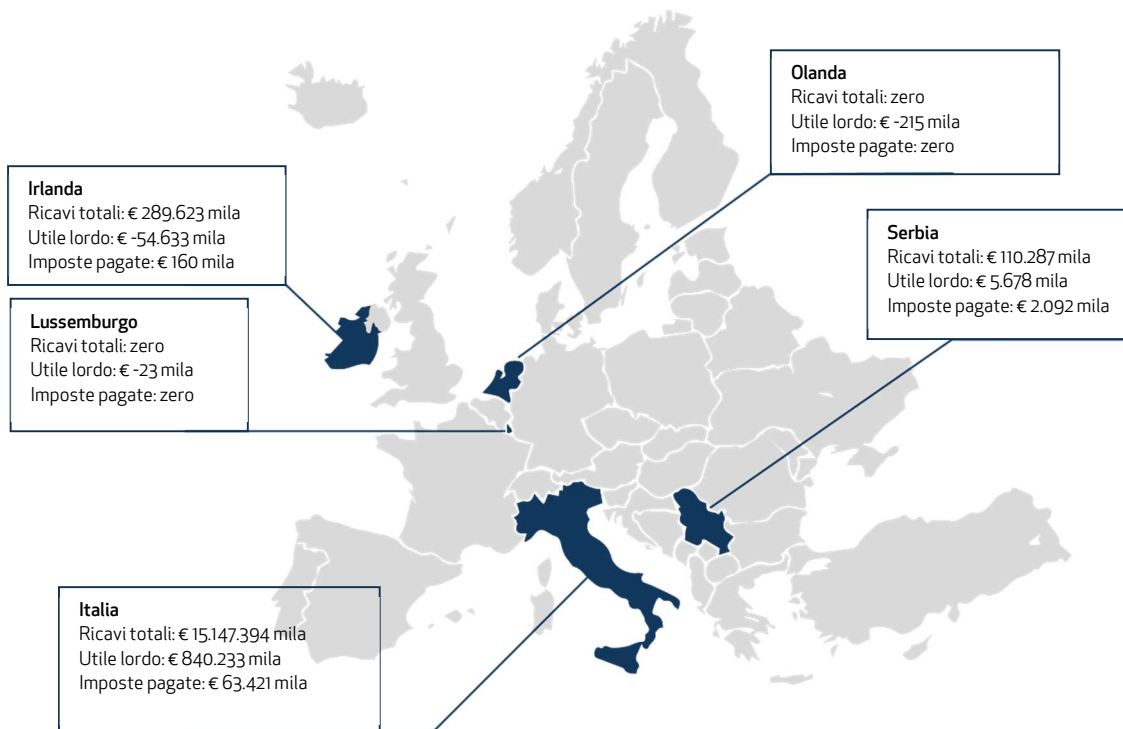 Olanda
Ricavi totali: zero
Utile lordo: € -215 mila
Imposte pagate: zero
Irlanda
Ricavi totali: € 289.623 mila
Utile lordo: € -54.633 mila
Imposte pagate: € 160 mila
Serbia
Ricavi totali: € 110.287 mila
Utile lordo: € 5.678 mila
Imposte pagate: € 2.092 mila
Lussemburgo
Ricavi totali: zero
Utile lordo: € -23 mila
Imposte pagate: zero
Italia
Ricavi totali: € 15.147.394 mila
Utile lordo: € 840.233 mila
Imposte pagate: € 63.421 mila